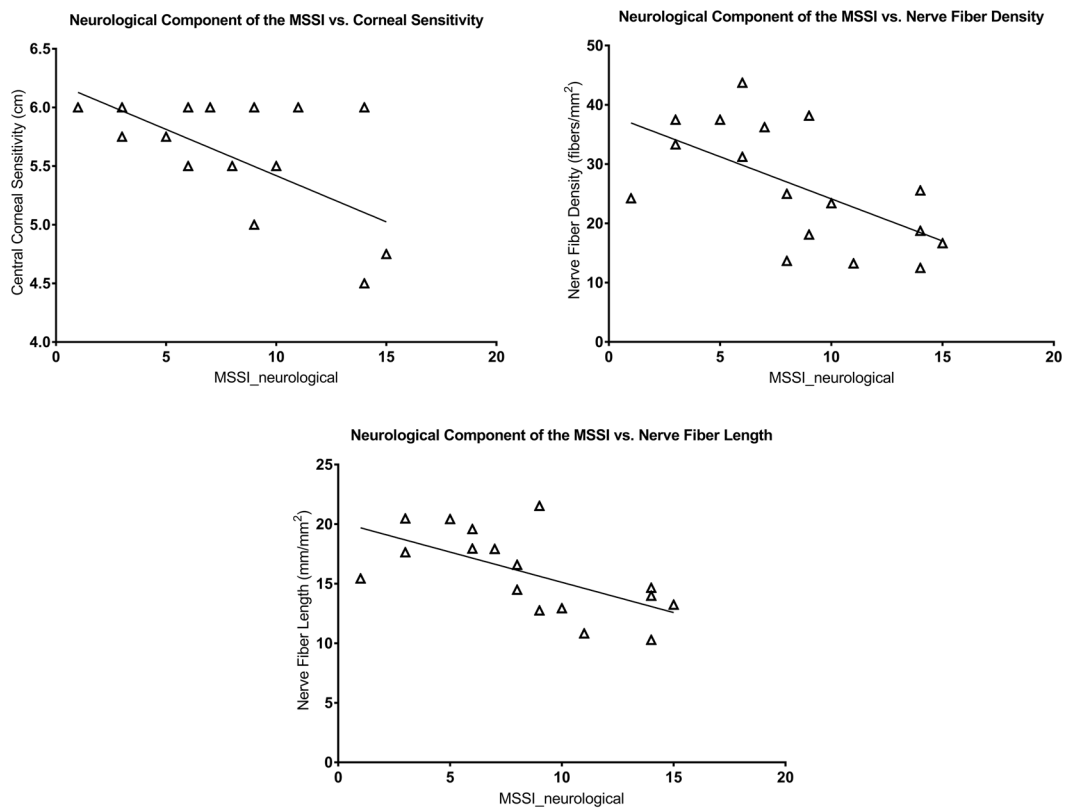 Neurological Component of the MSSI vs. Corneal Sensitivity
Central Corneal Sensitivity (cm)
6.5
6.0
5.5
5.0
4.5
4.0
0 5 10 15 20
MSSI_neurological
Neurological Component of the MSSI vs. Nerve Fiber Density
Nerve Fiber Density (fibers/mm²)
50
40
30
20
10
0
0 5 10 15 20
MSSI_neurological
Neurological Component of the MSSI vs. Nerve Fiber Length
Nerve Fiber Length (mm/mm²)
25
20
15
10
5
0
0 5 10 15 20
MSSI_neurological